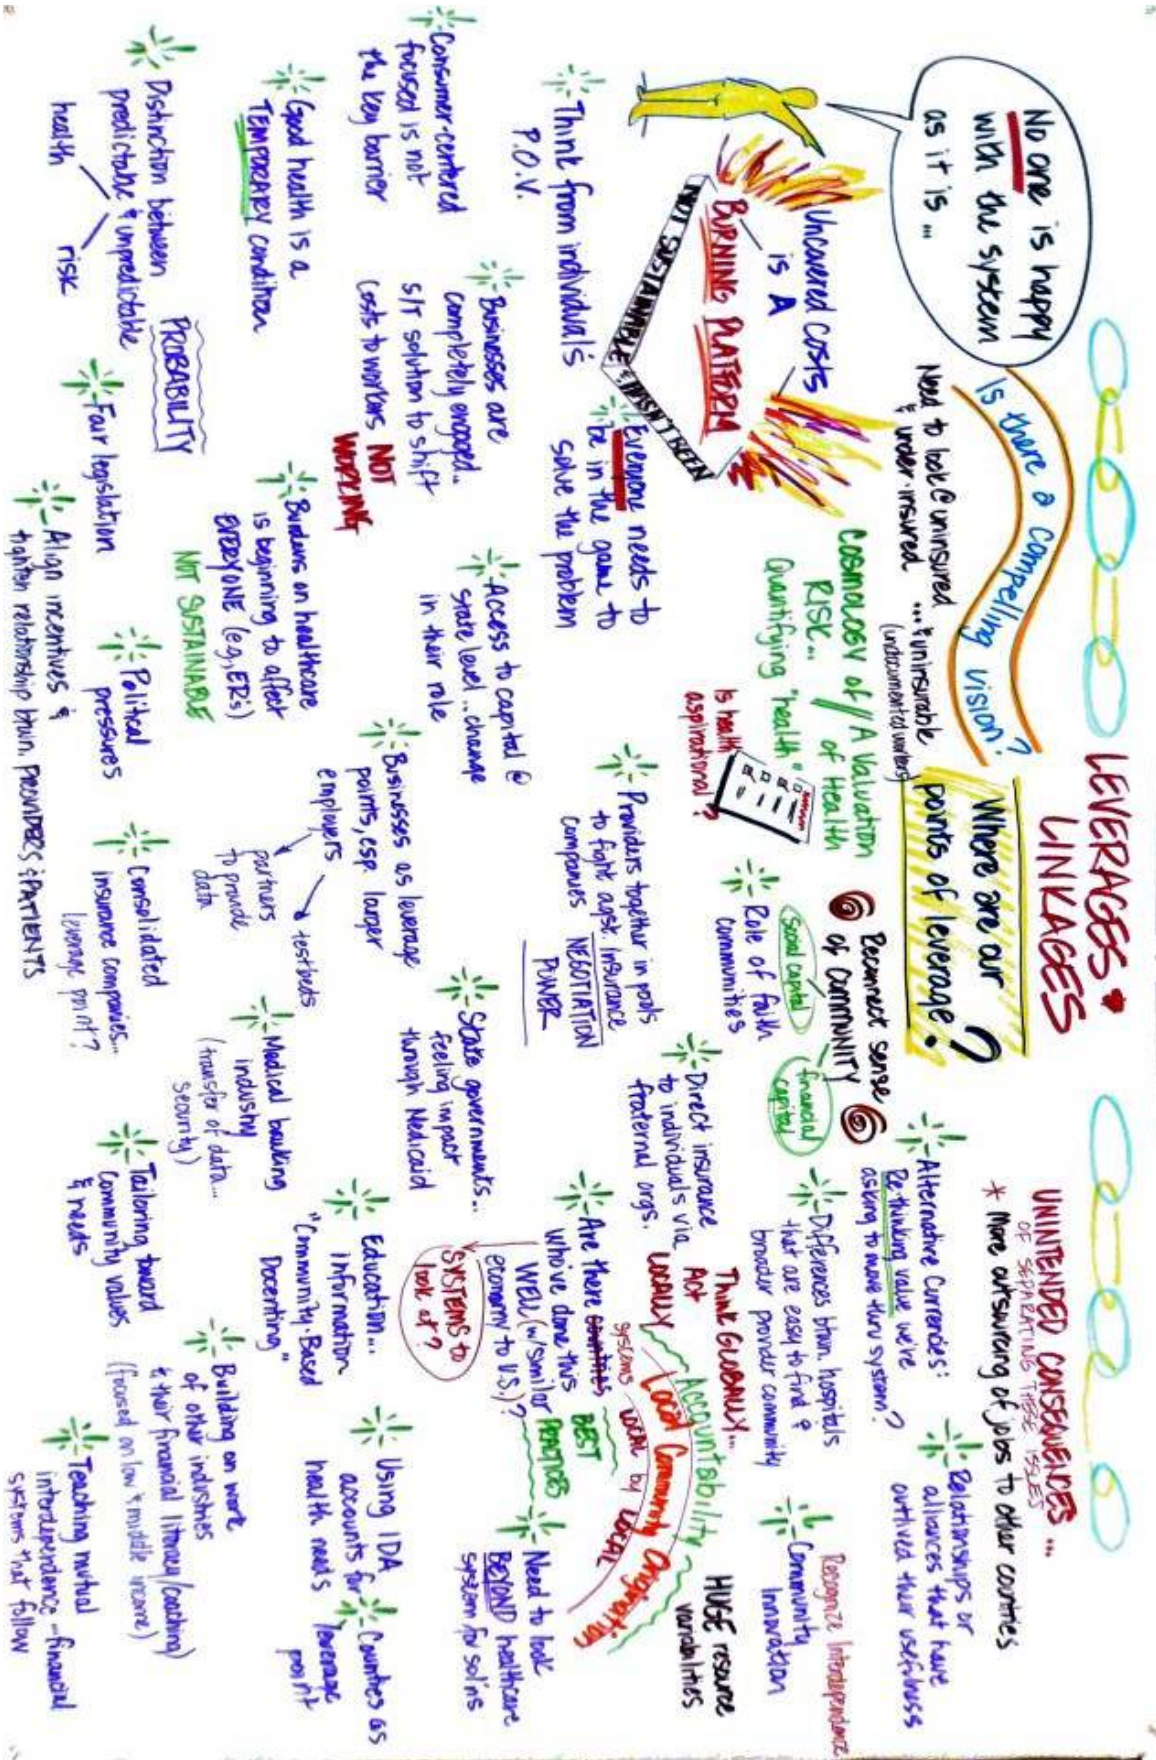 LEVERAGES &
LINKAGES
No one is happy
with the system
as it is ...
Is there a compelling vision?
Need to look @ uninsured
& under-insured
... & uninsurable
(undocumented workers)
Where are our
points of leverage?
UNINTENDED CONSEQUENCES ...
OF SEPARATING THESE ISSUES
* More outsourcing of jobs to other countries
Uncovered costs
is A
BURNING PLATFORM
NOT SUSTAINABLE & HASN'T BEEN
COSMOLOGY of // A Valuation
RISK... of Health
Quantifying "health"
Is health
aspirational?
Reconnect sense
of COMMUNITY
social capital
financial
capital
Role of faith
communities
Alternative Currencies:
Re-thinking value we're
asking to move thru system?
Relationships or
alliances that have
outlived their usefulness
Differences btwn. hospitals
that are easy to find &
broader provider community
Recognize Interdependence
Community
Innovation
Think GLOBALLY...
ACT
LOCALLY
Accountability
Local Community Origination
LOCAL by LOCAL
HUGE resource
variabilities
Think from individual's
P.O.V.
Everyone needs to
be in the game to
solve the problem
Providers together in pools
to fight agst. insurance
companies NEGOTIATION
POWER
Direct insurance
to individuals via
fraternal orgs.
Are there countries
systems
who've done this
WELL (w/similar
economy to U.S.)?
BEST
PRACTICES
SYSTEMS to
look at?
Need to look
BEYOND healthcare
system for sol'ns
Consumer-centered
focused is not
the key barrier
Businesses are
completely engaged..
S/T solution to shift
costs to workers NOT
WORKING
Access to capital @
state level .. change
in their role
Businesses as leverage
points, esp. larger
employers
partners
to provide
data
testbeds
State governments...
feeling impact
through Medicaid
Education...
information
"Community-Based
Docenting"
Using IDA
accounts for
health needs
Counties as
leverage
point
Good health is a
TEMPORARY condition
Burdens on healthcare
is beginning to affect
EVERYONE (e.g., ERs)
NOT SUSTAINABLE
Medical banking
industry
(transfer of data...
security)
Building on work
of other industries
& their financial literacy/coaching)
(focused on low & middle income)
Distinction between
predictable & unpredictable
health
risk
PROBABILITY
Fair legislation
Political
pressures
Consolidated
insurance companies...
leverage point?
Tailoring toward
community values
& needs
Teaching mutual
interdependence - financial
systems that follow
Align incentives &
tighten relationship btwn. PROVIDERS & PATIENTS